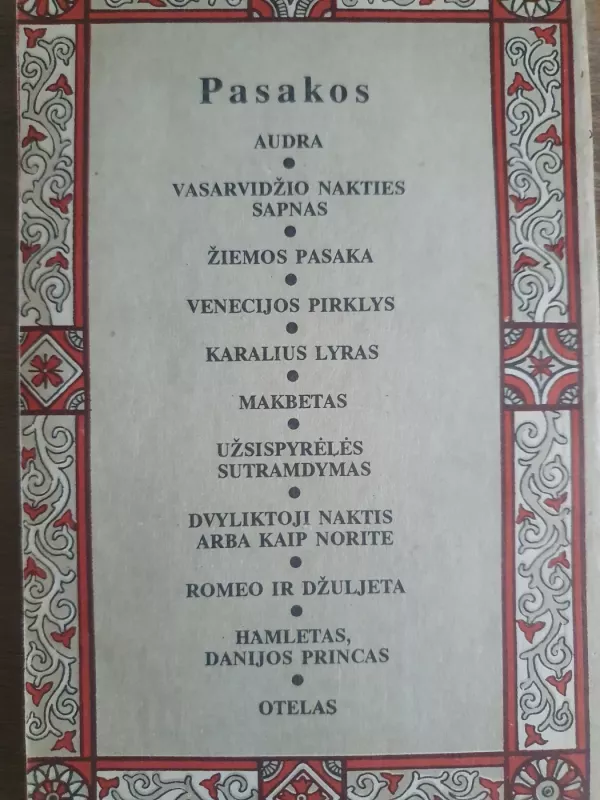 Pasakos
AUDRA
VASARVIDŽIO NAKTIES
SAPNAS
ŽIEMOS PASAKA
VENECIJOS PIRKLYS
KARALIUS LYRAS
MAKBETAS
UŽSISPYRĖLĖS
SUTRAMDYMAS
DVYLIKTOJI NAKTIS
ARBA KAIP NORITE
ROMEO IR DŽULJETA
HAMLETAS,
DANIJOS PRINCAS
OTELAS